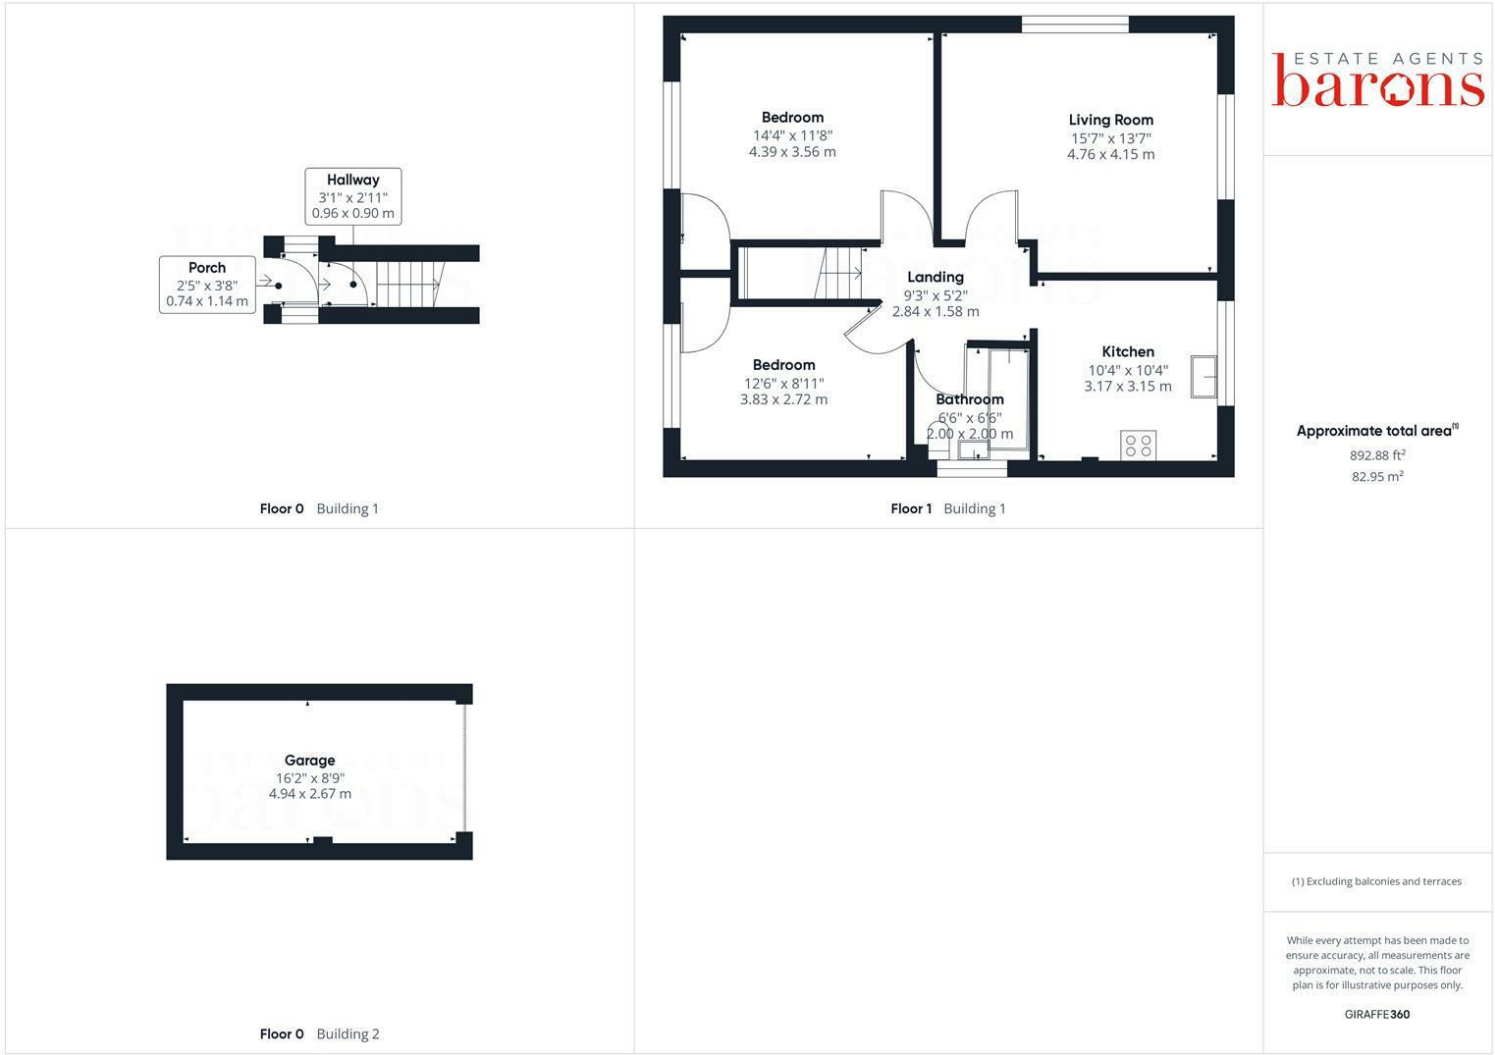 Hallway
3'1" x 2'11"
0.96 x 0.90 m
Porch
2'5" x 3'8"
0.74 x 1.14 m
Floor 0 Building 1
Bedroom
14'4" x 11'8"
4.39 x 3.56 m
Living Room
15'7" x 13'7"
4.76 x 4.15 m
Landing
9'3" x 5'2"
2.84 x 1.58 m
Bedroom
12'6" x 8'11"
3.83 x 2.72 m
Bathroom
6'6" x 6'6"
2.00 x 2.00 m
Kitchen
10'4" x 10'4"
3.17 x 3.15 m
Floor 1 Building 1
Garage
16'2" x 8'9"
4.94 x 2.67 m
Floor 0 Building 2
ESTATE AGENTS
barons
Approximate total area(1)
892.88 ft²
82.95 m²
(1) Excluding balconies and terraces
While every attempt has been made to
ensure accuracy, all measurements are
approximate, not to scale. This floor
plan is for illustrative purposes only.
GIRAFFE360